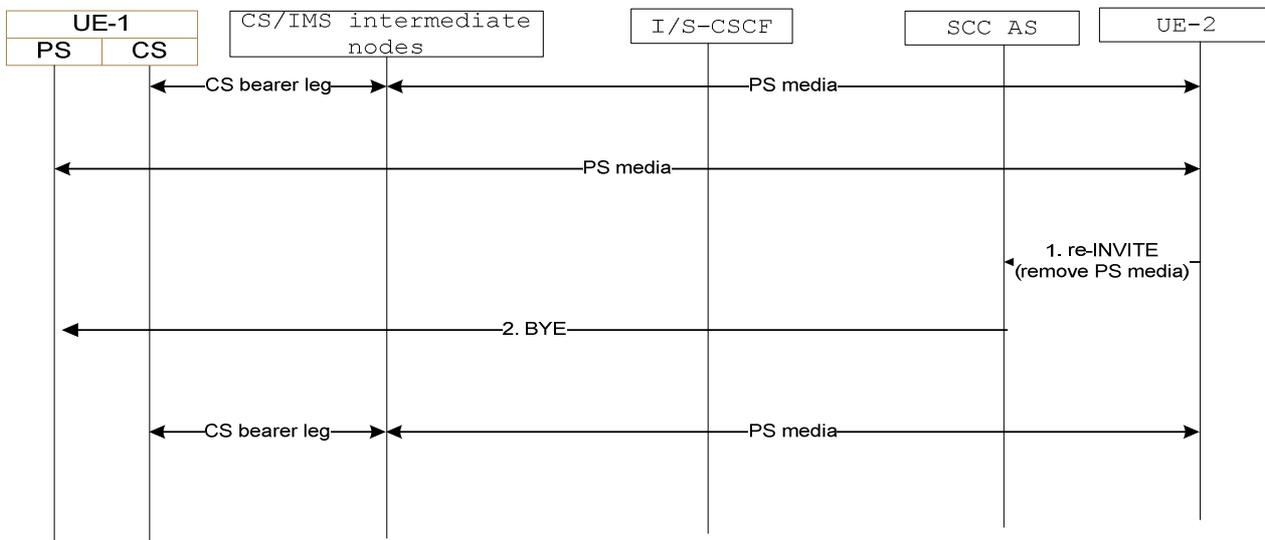 UE-1
PS
CS
CS/IMS intermediate
nodes
I/S-CSCF
SCC AS
UE-2
CS bearer leg
PS media
PS media
1. re-INVITE
(remove PS media)
2. BYE
CS bearer leg
PS media